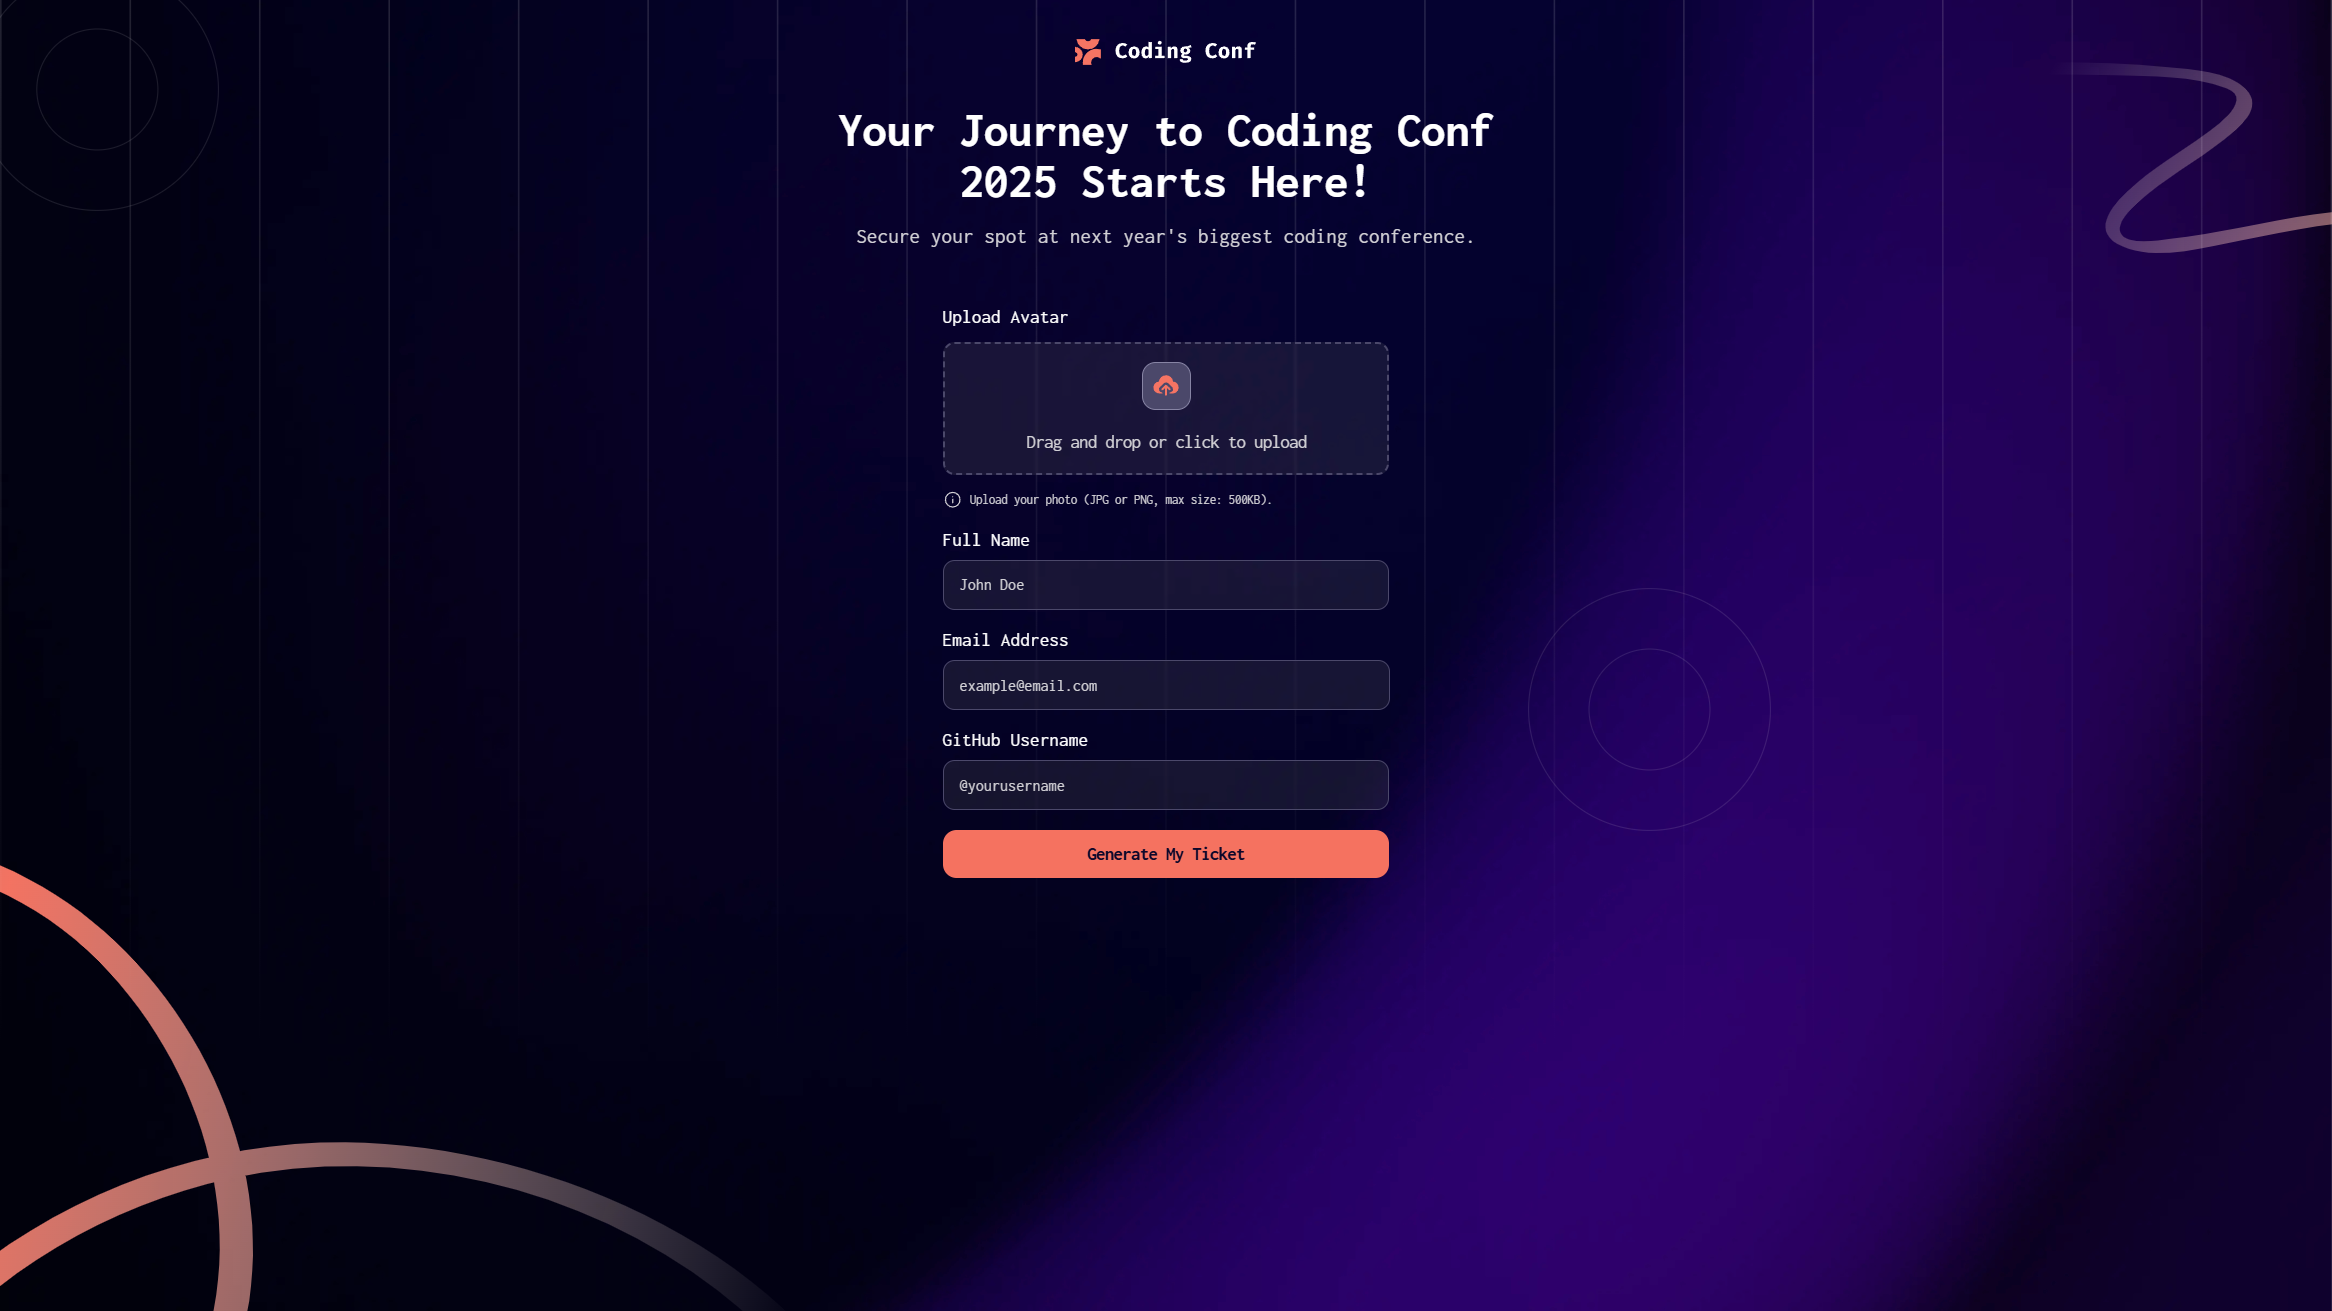 Coding Conf
Your Journey to Coding Conf
2025 Starts Here!
Secure your spot at next year's biggest coding conference.
Upload Avatar
Drag and drop or click to upload
Upload your photo (JPG or PNG, max size: 500KB).
Full Name
John Doe
Email Address
example@email.com
GitHub Username
@yourusername
Generate My Ticket